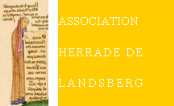 ASSOCIATION
HERRADE DE
LANDSBERG